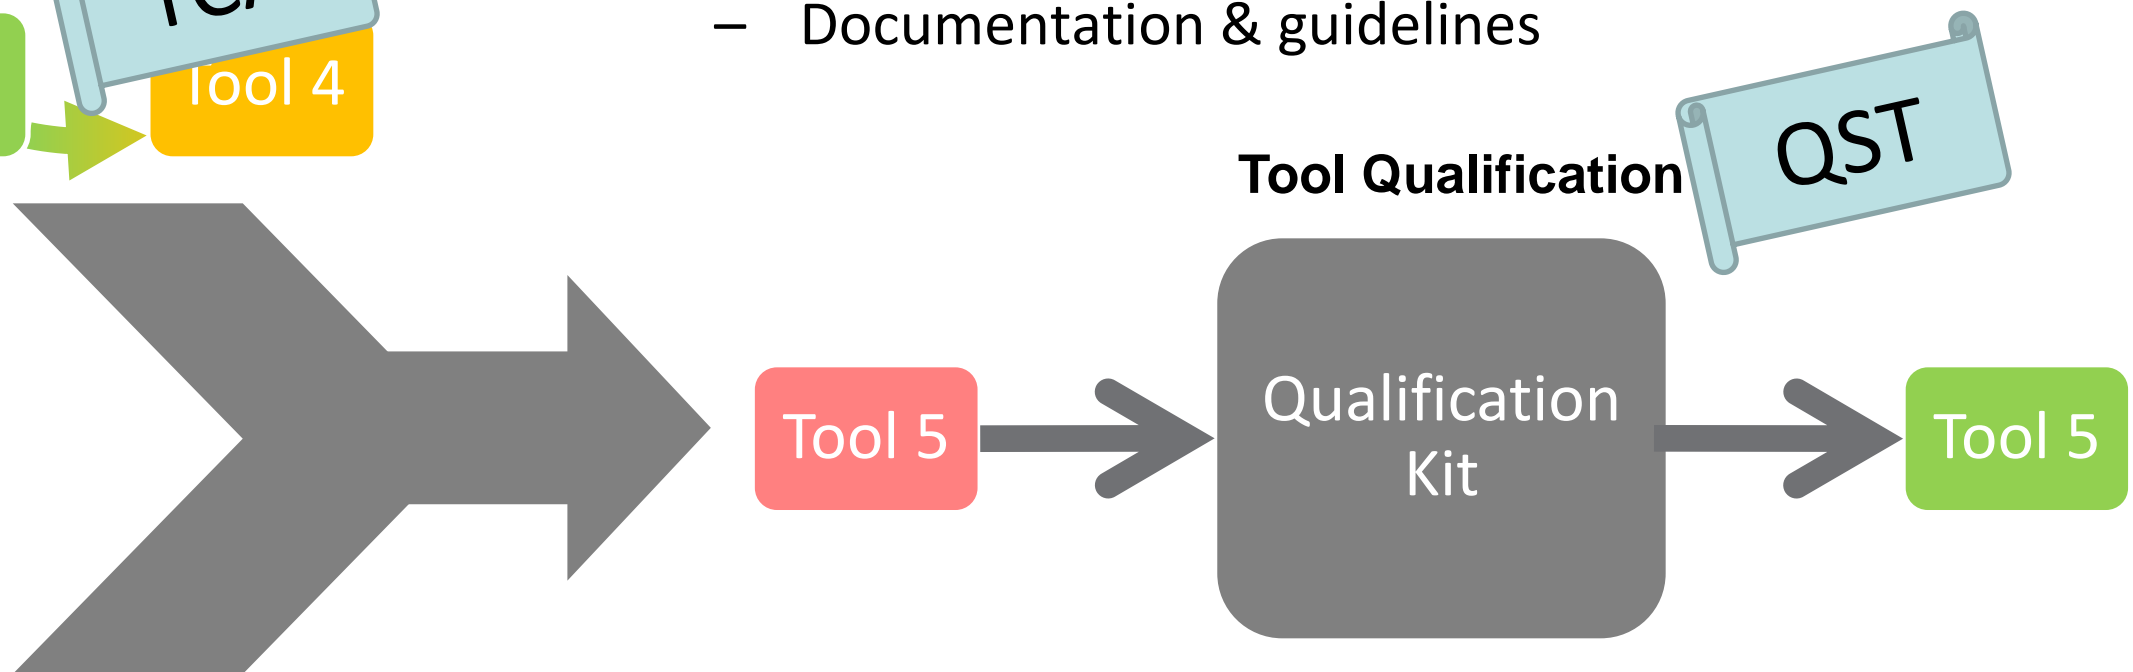 – Documentation & guidelines
Tool 4
QST
Tool Qualification
Qualification
Kit
Tool 5
Tool 5